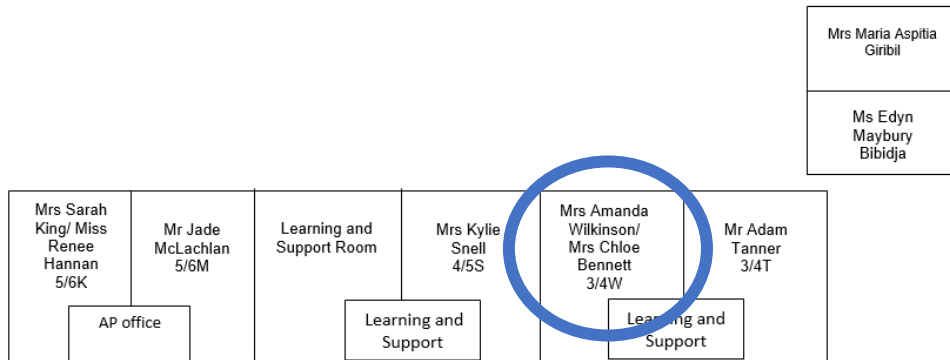 Mrs Maria Aspitia
Giribil
Ms Edyn
Maybury
Bibidja
Mrs Sarah
King/ Miss
Renee
Hannan
5/6K
Mr Jade
McLachlan
5/6M
AP office
Learning and
Support Room
Mrs Kylie
Snell
4/5S
Learning and
Support
Mrs Amanda
Wilkinson/
Mrs Chloe
Bennett
3/4W
Mr Adam
Tanner
3/4T
Learning and
Support